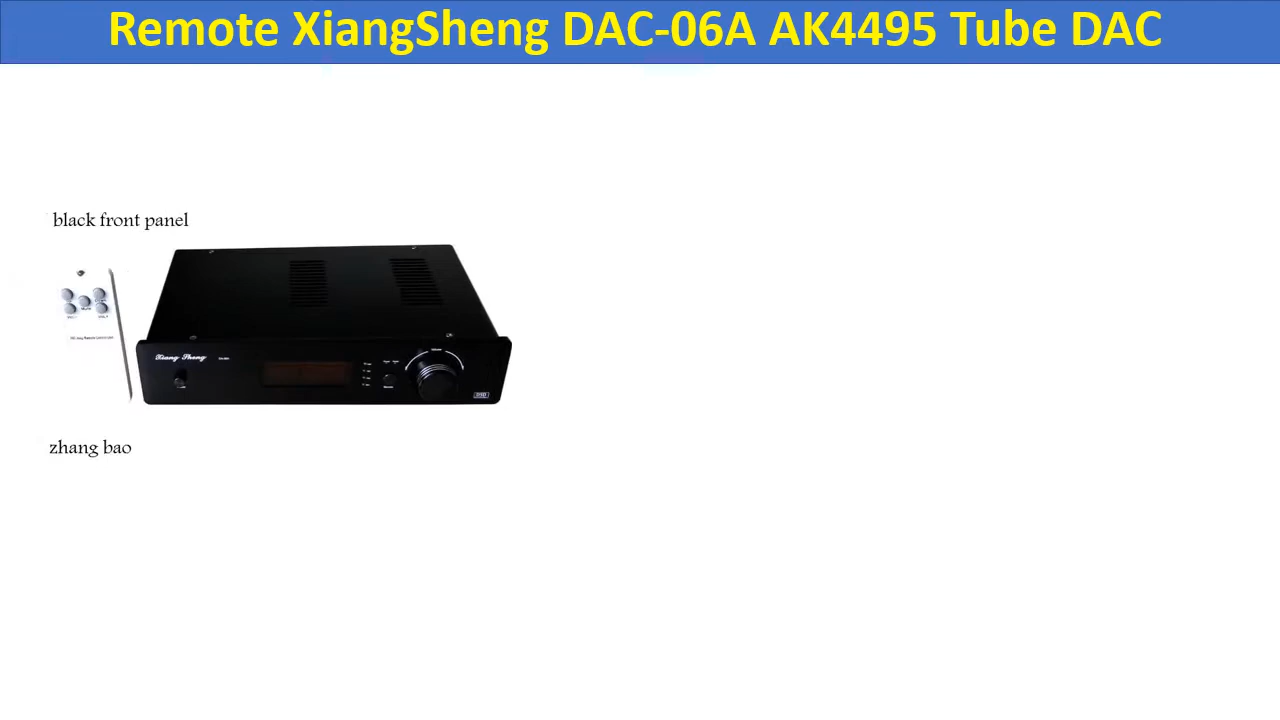 Remote XiangSheng DAC-06A AK4495 Tube DAC
black front panel
Xiang Sheng
zhang bao